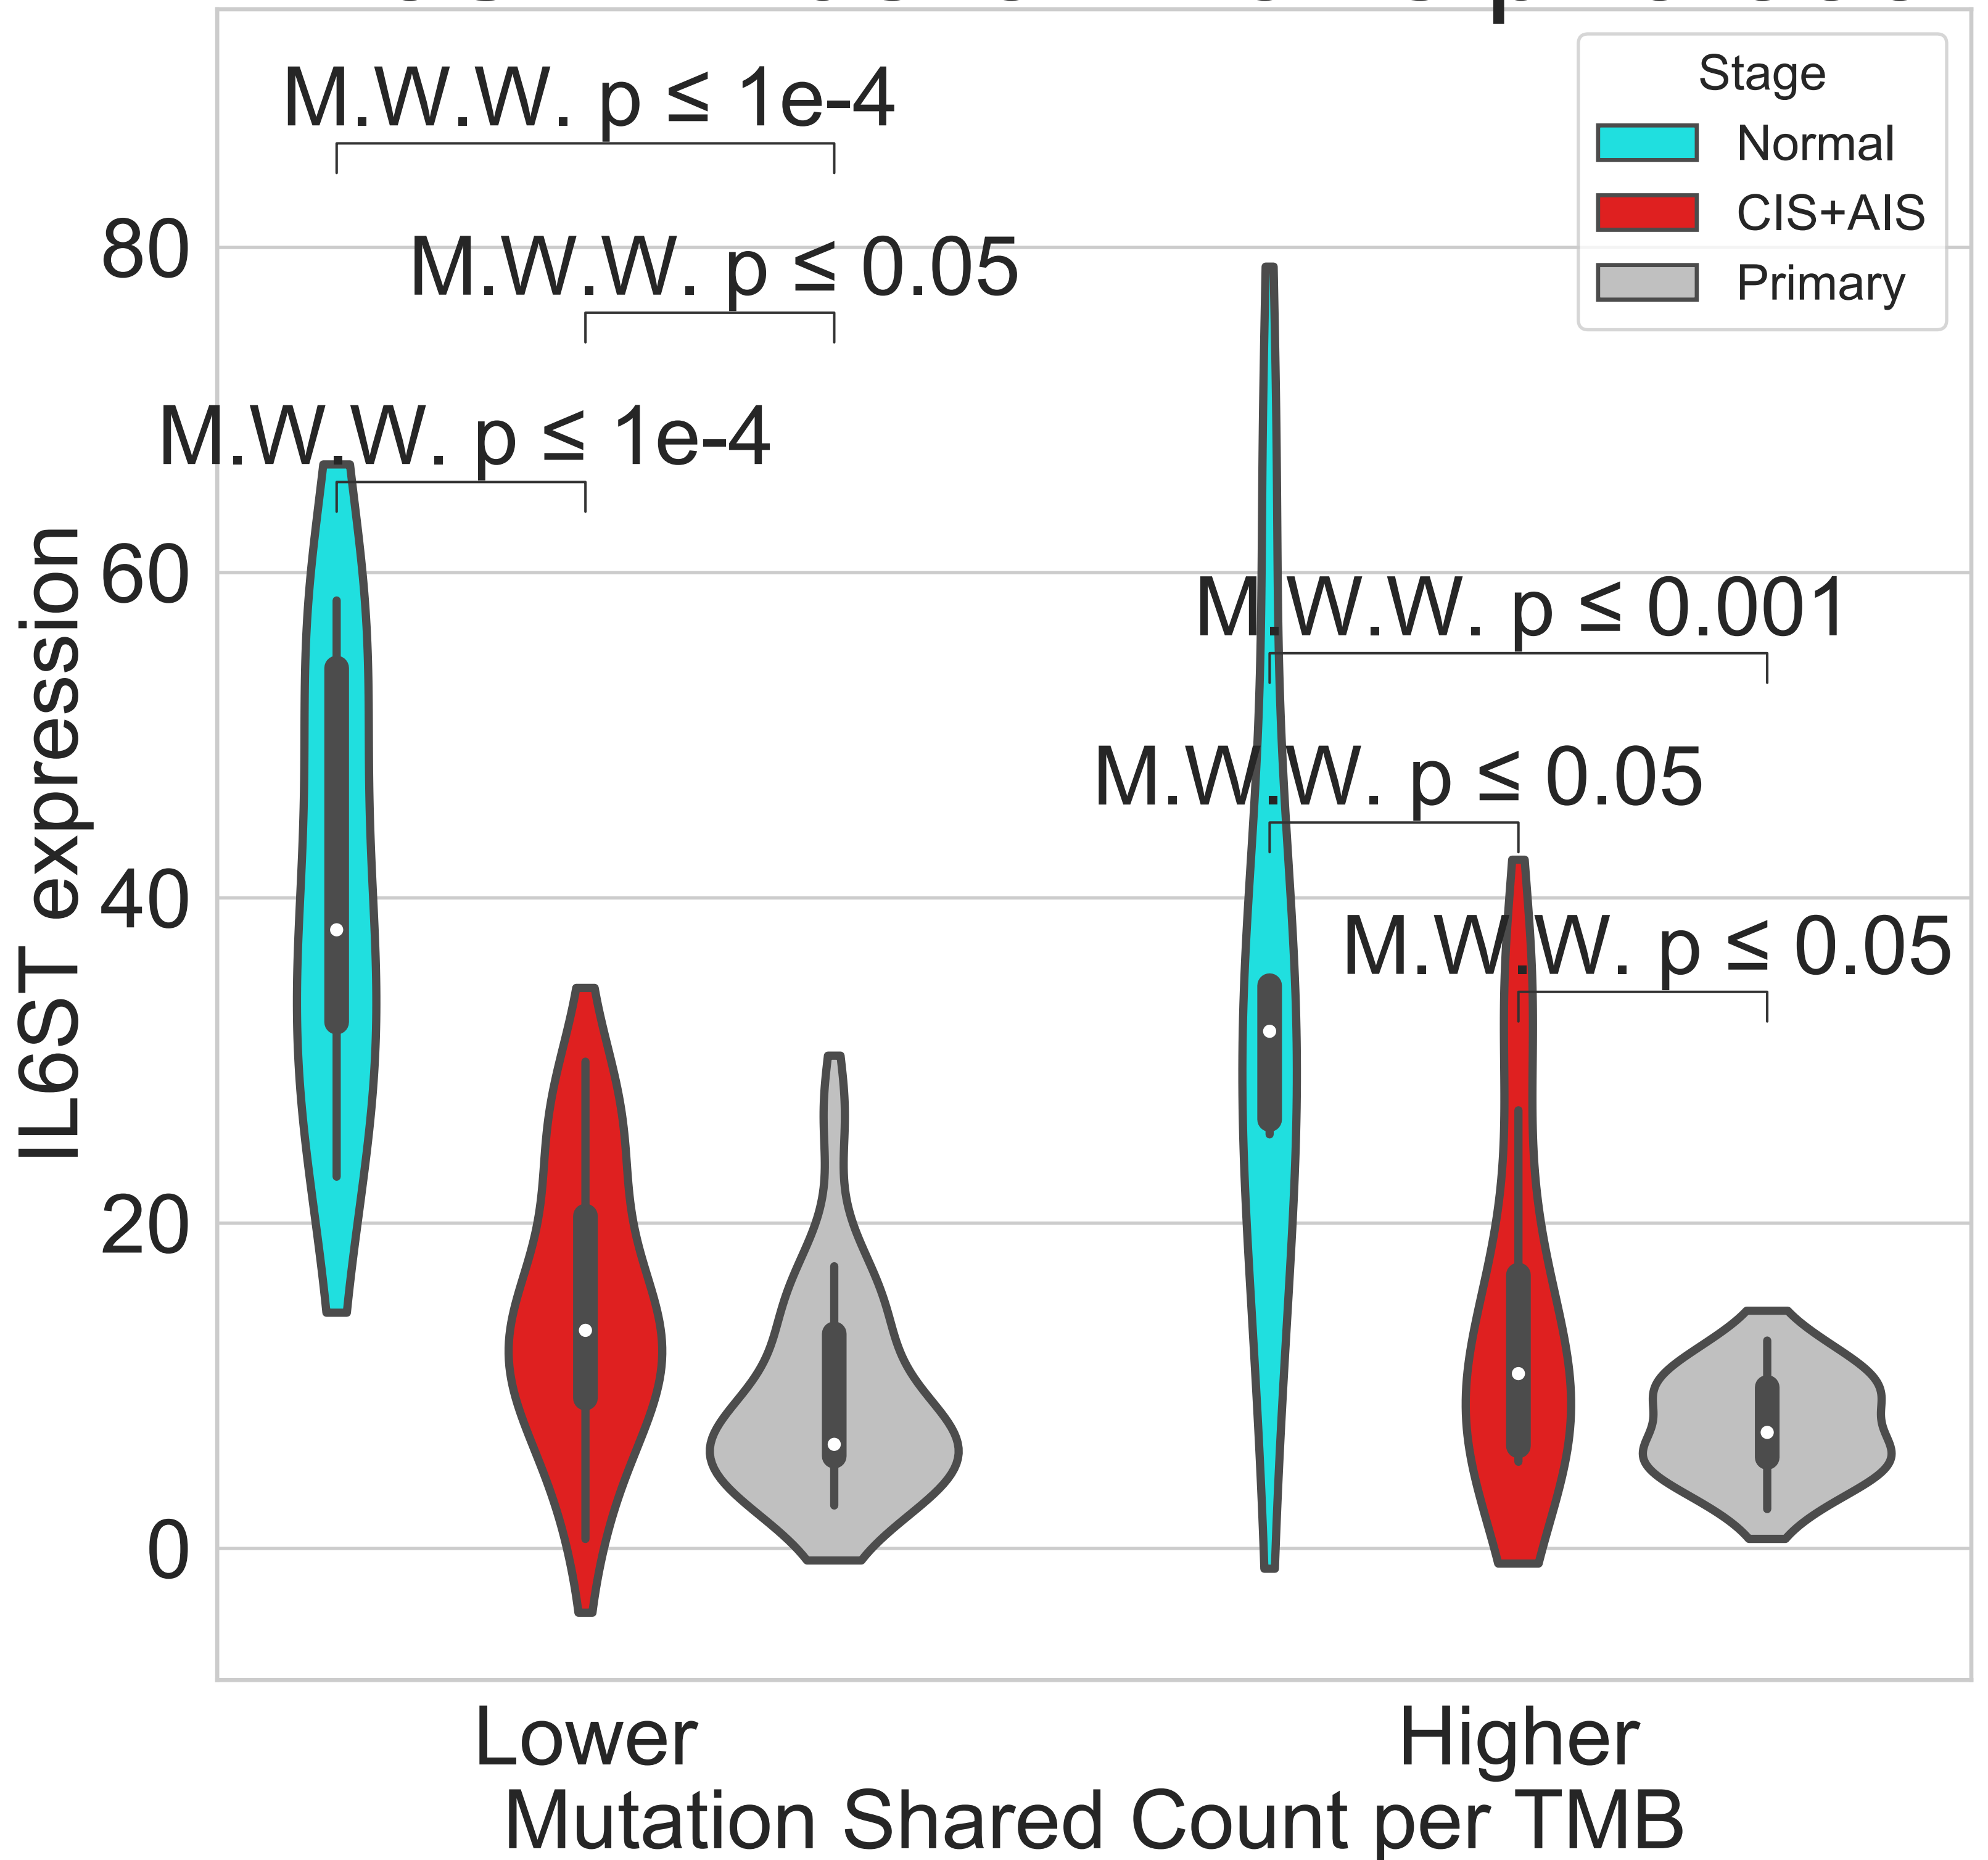 M.W.W. p ≤ 1e-4
Stage
Normal
CIS+AIS
Primary
80
M.W.W. p ≤ 0.05
M.W.W. p ≤ 1e-4
60
M.W.W. p ≤ 0.001
M.W.W. p ≤ 0.05
40
M.W.W. p ≤ 0.05
20
0
IL6ST expression
Lower
Higher
Mutation Shared Count per TMB